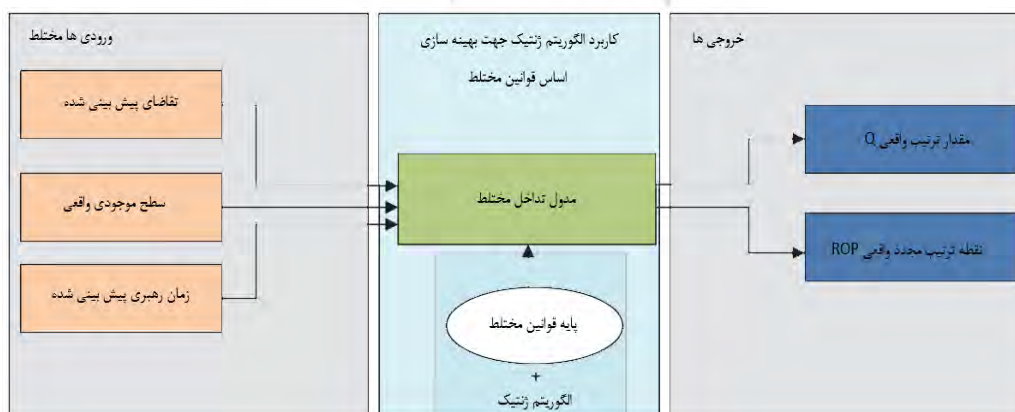 ورودی ها مختلط
تقاضای پیش بینی شده
سطح موجودی واقعی
زمان رهبری پیش بینی شده
کاربرد الگوریتم ژنتیک جهت بهینه سازی
اساس قوانین مختلط
مدول تداخل مختلط
پایه قوانین مختلط
+
الگوریتم ژنتیک
خروجی ها
مقدار ترتیب واقعی Q
نقطه ترتیب مجدد واقعی ROP